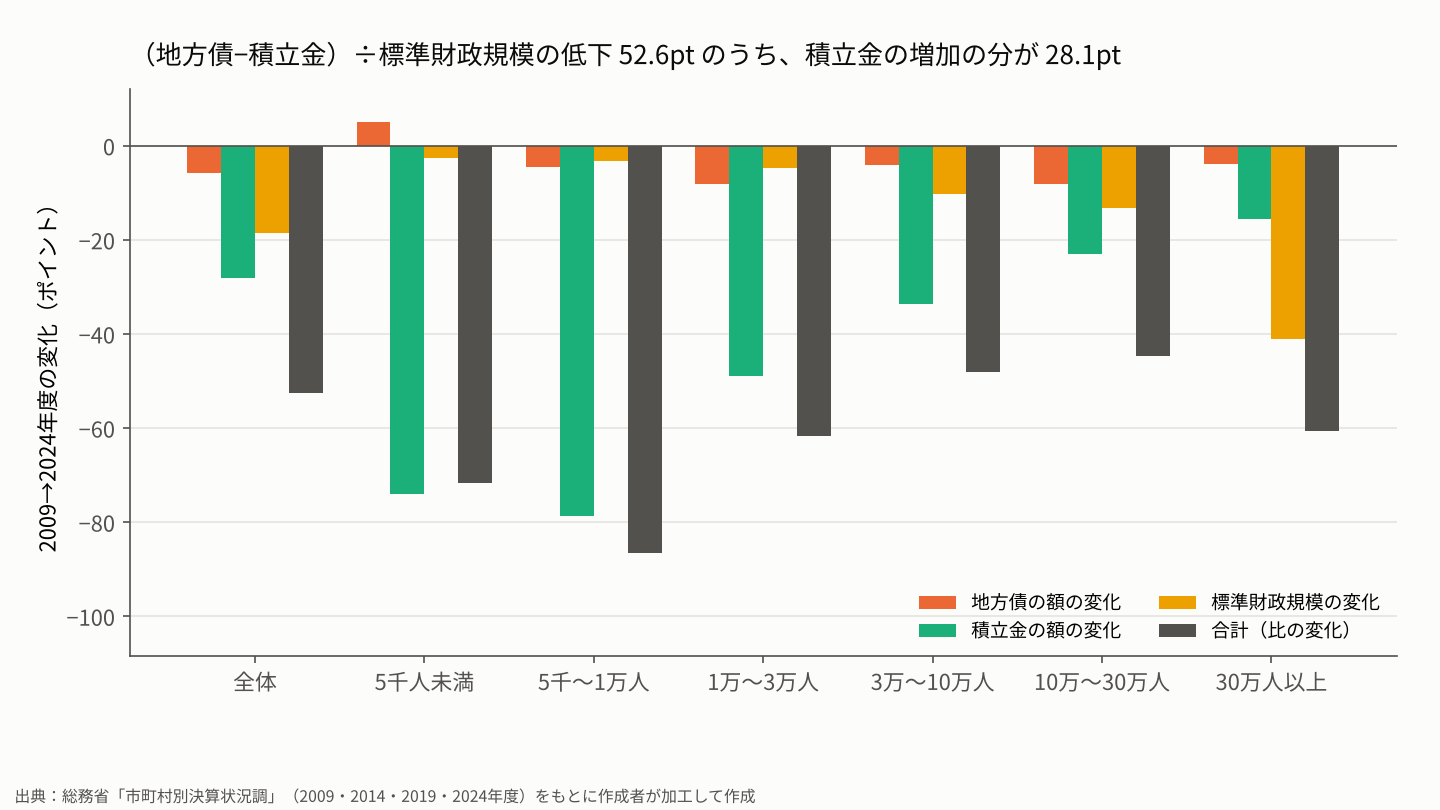 （地方債−積立金）÷標準財政規模の低下 52.6pt のうち、積立金の増加の分が 28.1pt
2009→2024年度の変化（ポイント）
0
−20
−40
−60
−80
−100
地方債の額の変化
積立金の額の変化
標準財政規模の変化
合計（比の変化）
全体
5千人未満
5千〜1万人
1万〜3万人
3万〜10万人
10万〜30万人
30万人以上
出典：総務省「市町村別決算状況調」（2009・2014・2019・2024年度）をもとに作成者が加工して作成